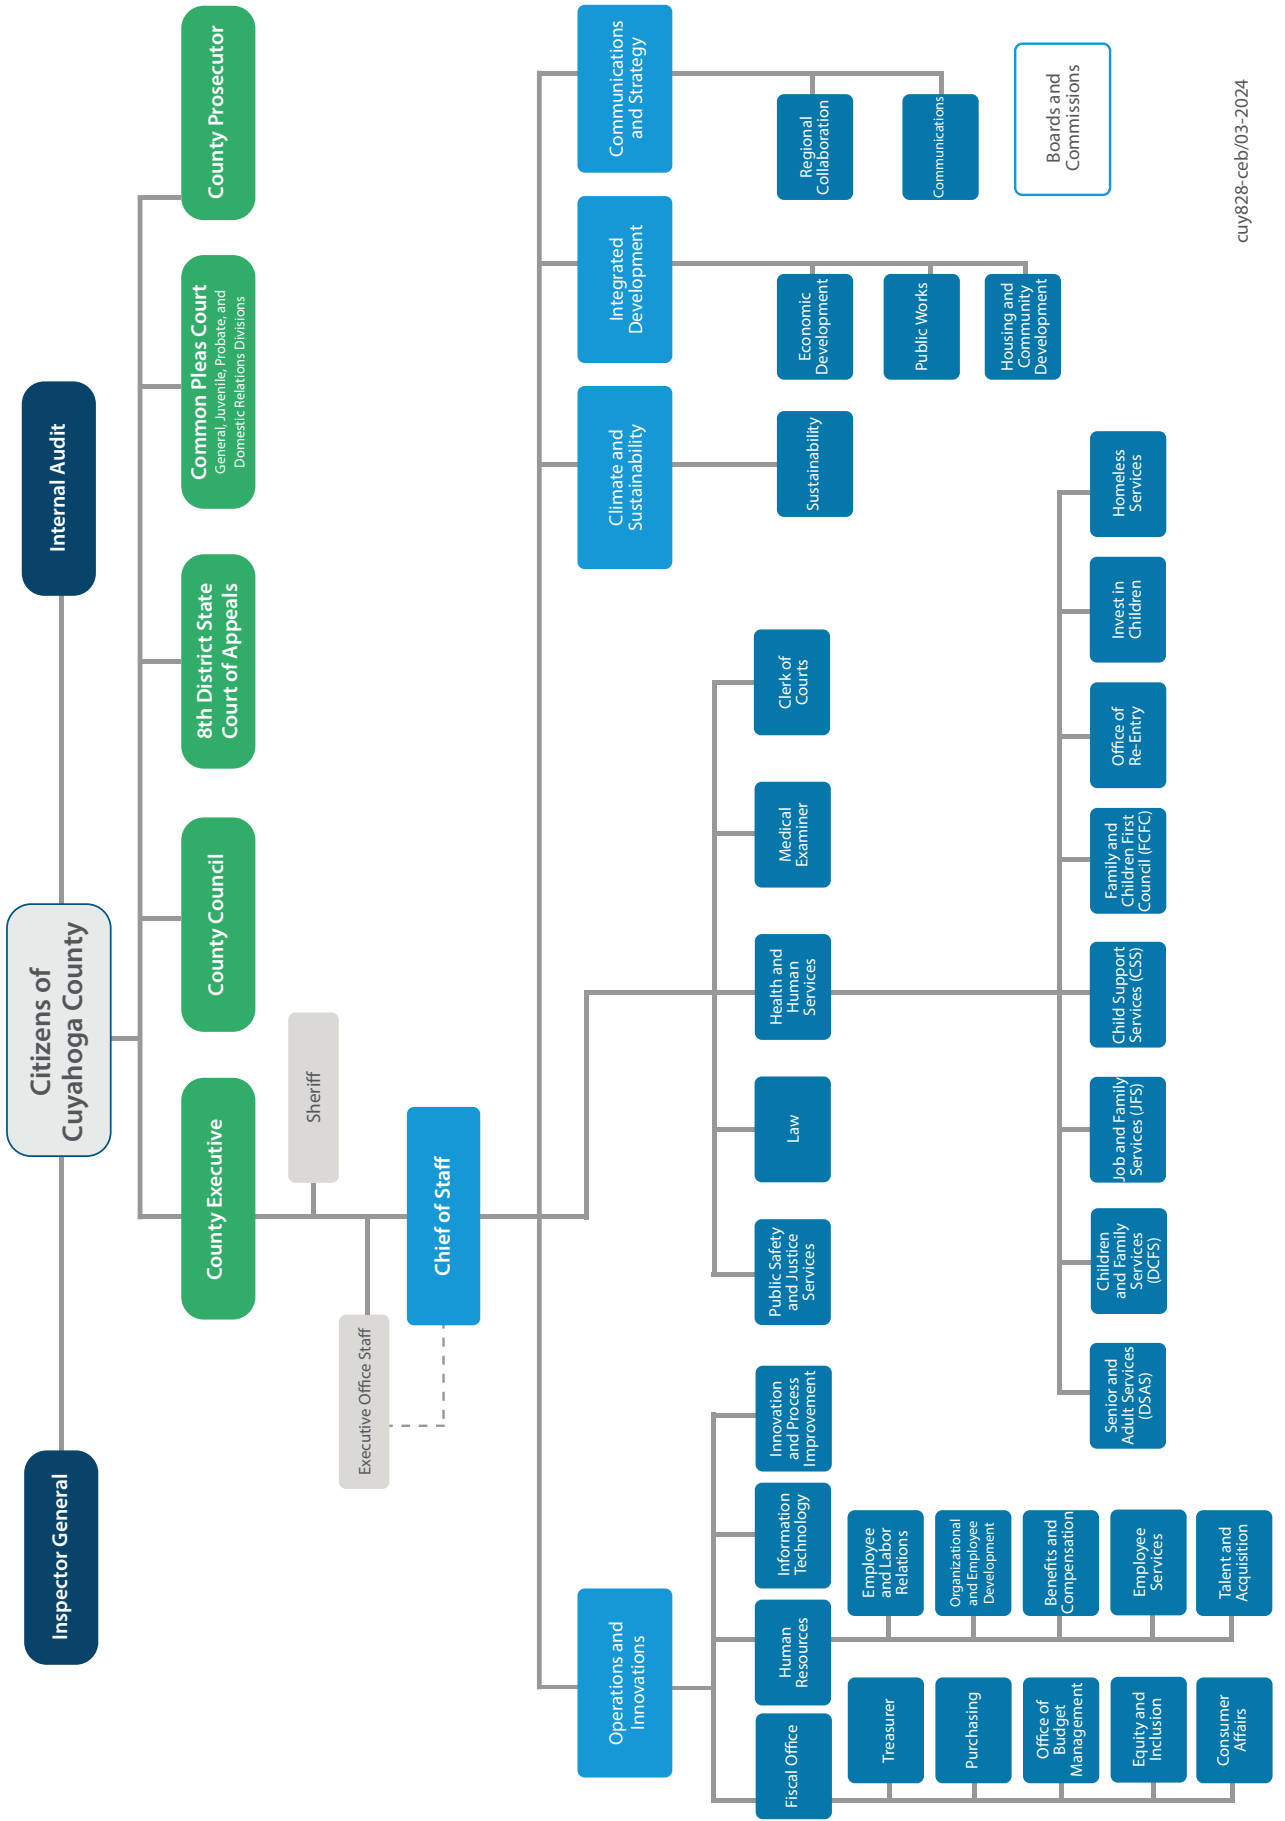 Citizens of
Cuyahoga County
Inspector General
Internal Audit
County Executive
County Council
8th District State
Court of Appeals
Common Pleas Court
General, Juvenile, Probate, and
Domestic Relations Divisions
County Prosecutor
Sheriff
Executive Office Staff
Chief of Staff
Operations and
Innovations
Climate and
Sustainability
Integrated
Development
Communications
and Strategy
Fiscal Office
Human
Resources
Information
Technology
Innovation
and Process
Improvement
Public Safety
and Justice
Services
Law
Health and
Human
Services
Medical
Examiner
Clerk of
Courts
Sustainability
Economic
Development
Public Works
Housing and
Community
Development
Regional
Collaboration
Communications
Boards and
Commissions
Treasurer
Purchasing
Office of
Budget
Management
Equity and
Inclusion
Consumer
Affairs
Employee
and Labor
Relations
Organizational
and Employee
Development
Benefits and
Compensation
Employee
Services
Talent and
Acquisition
Senior and
Adult Services
(DSAS)
Children
and Family
Services
(DCFS)
Job and Family
Services (JFS)
Child Support
Services (CSS)
Family and
Children First
Council (FCFC)
Office of
Re-Entry
Invest in
Children
Homeless
Services
cuy828-ceb/03-2024